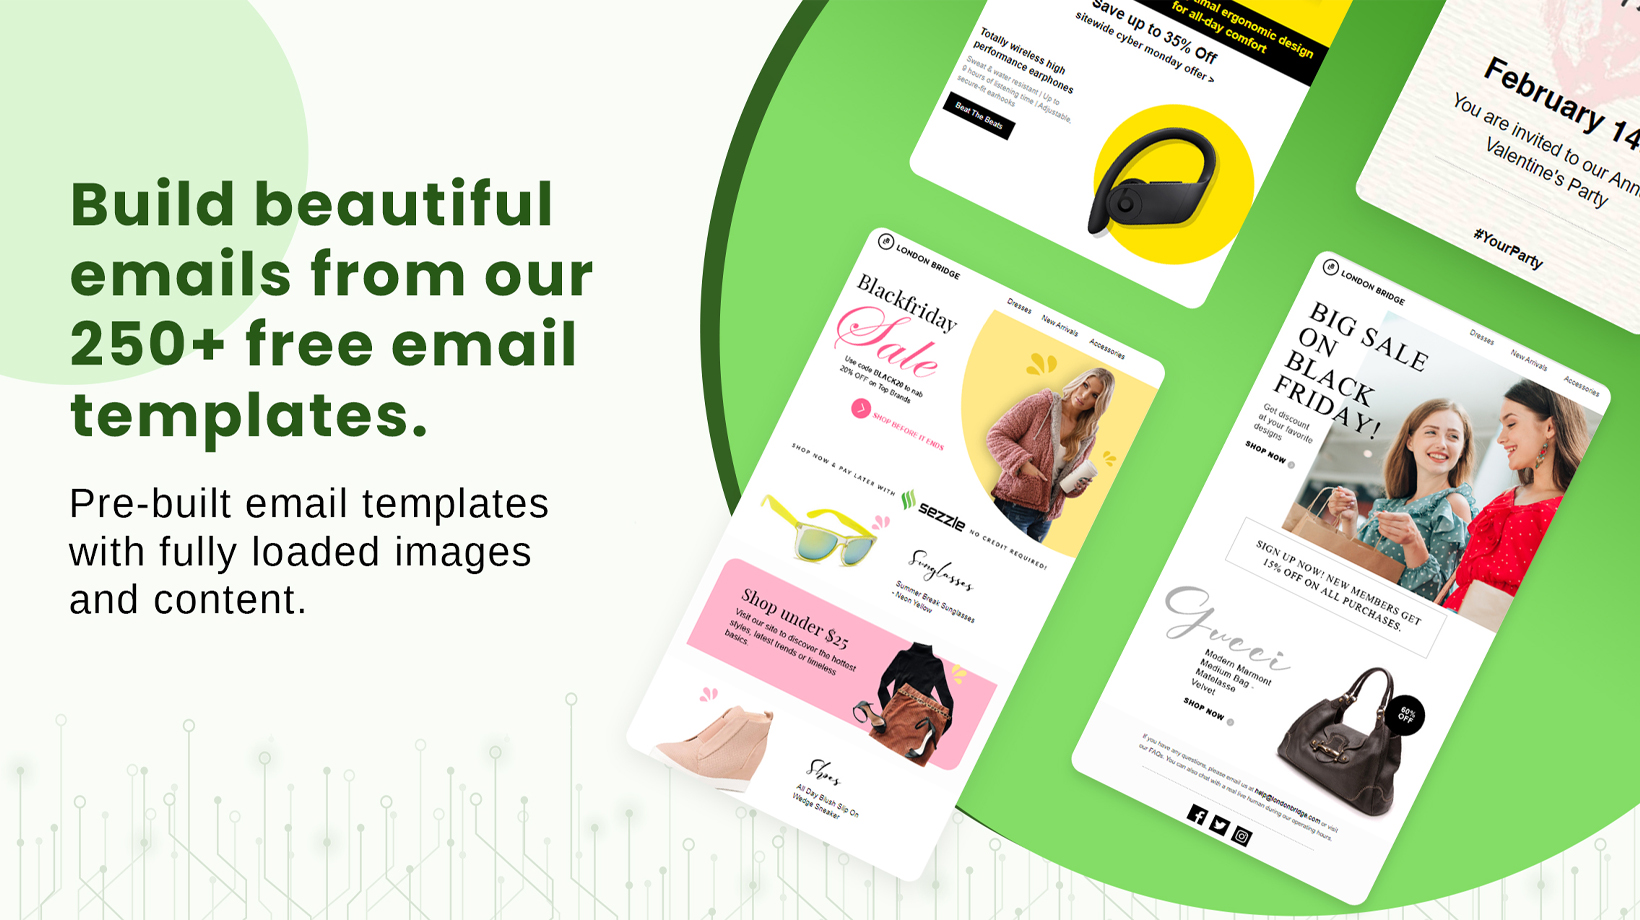 Build beautiful
emails from our
250+ free email
templates.
Pre-built email templates
with fully loaded images
and content.
ergonomic design
for all-day comfort
Save up to 35% Off
sitewide cyber monday offer >
Totally wireless high
performance earphones
Sweat & water resistant | Up to
9 hours of listening time | Adjustable,
secure-fit earhooks
Beat The Beats
February 14
You are invited to our
Valentine's Party
#YourParty
LONDON BRIDGE
Dresses
New Arrivals
Accessories
Blackfriday
Sale
Use code BLACK20 to nab
20% OFF on Top Brands
SHOP BEFORE IT ENDS
SHOP NOW & PAY LATER WITH
sezzle
NO CREDIT REQUIRED!
Sunglasses
Summer Break Sunglasses
- Neon Yellow
Shop under $25
Visit our site to discover the hottest
styles, latest trends or timeless
basics.
Shoes
All Day Blush Slip On
Wedge Sneaker
LONDON BRIDGE
Dresses
New Arrivals
Accessories
BIG SALE
ON
BLACK
FRIDAY!
Get discount
at your favorite
designs
SHOP NOW
SIGN UP NOW! NEW MEMBERS GET
15% OFF ON ALL PURCHASES.
Gucci
Modern Marmont
Medium Bag -
Matelasse
Velvet
SHOP NOW
60%
OFF
If you have any questions, please email us at help@londonbridge.com or visit
our FAQs. You can also chat with a real live human during our operating hours.